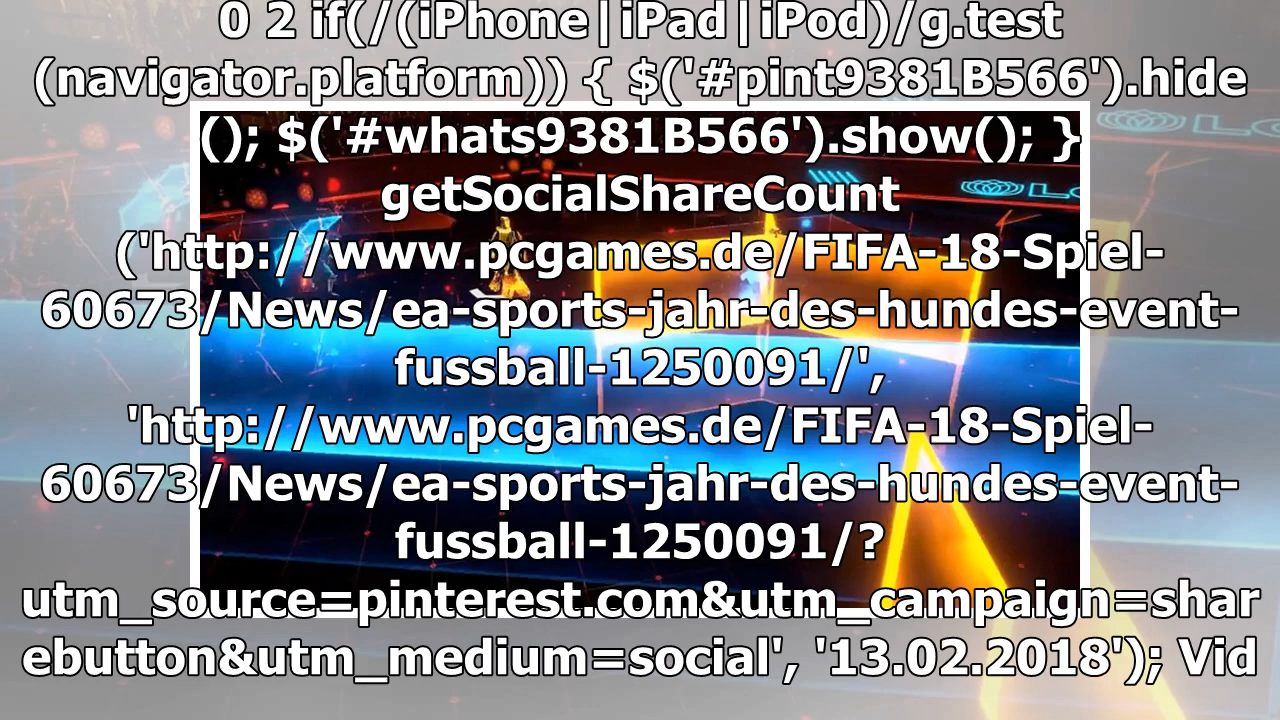 0 2 if(/(iPhone|iPad|iPod)/g.test
(navigator.platform)) { $('#pint9381B566').hide
(); $('#whats9381B566').show(); }
getSocialShareCount
('http://www.pcgames.de/FIFA-18-Spiel-
60673/News/ea-sports-jahr-des-hundes-event-
fussball-1250091/',
'http://www.pcgames.de/FIFA-18-Spiel-
60673/News/ea-sports-jahr-des-hundes-event-
fussball-1250091/?
utm_source=pinterest.com&utm_campaign=shar
ebutton&utm_medium=social', '13.02.2018'); Vid